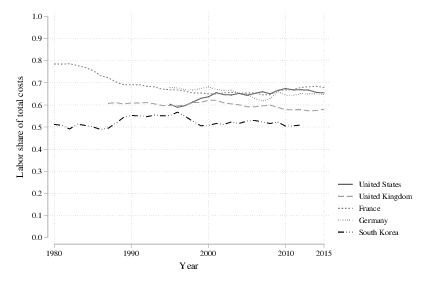 1.0
0.9
0.8
0.7
0.6
0.5
0.4
0.3
0.2
0.1
0.0
Labor share of total costs
1980 1990 2000 2010 2015
Year
United States
United Kingdom
France
Germany
South Korea